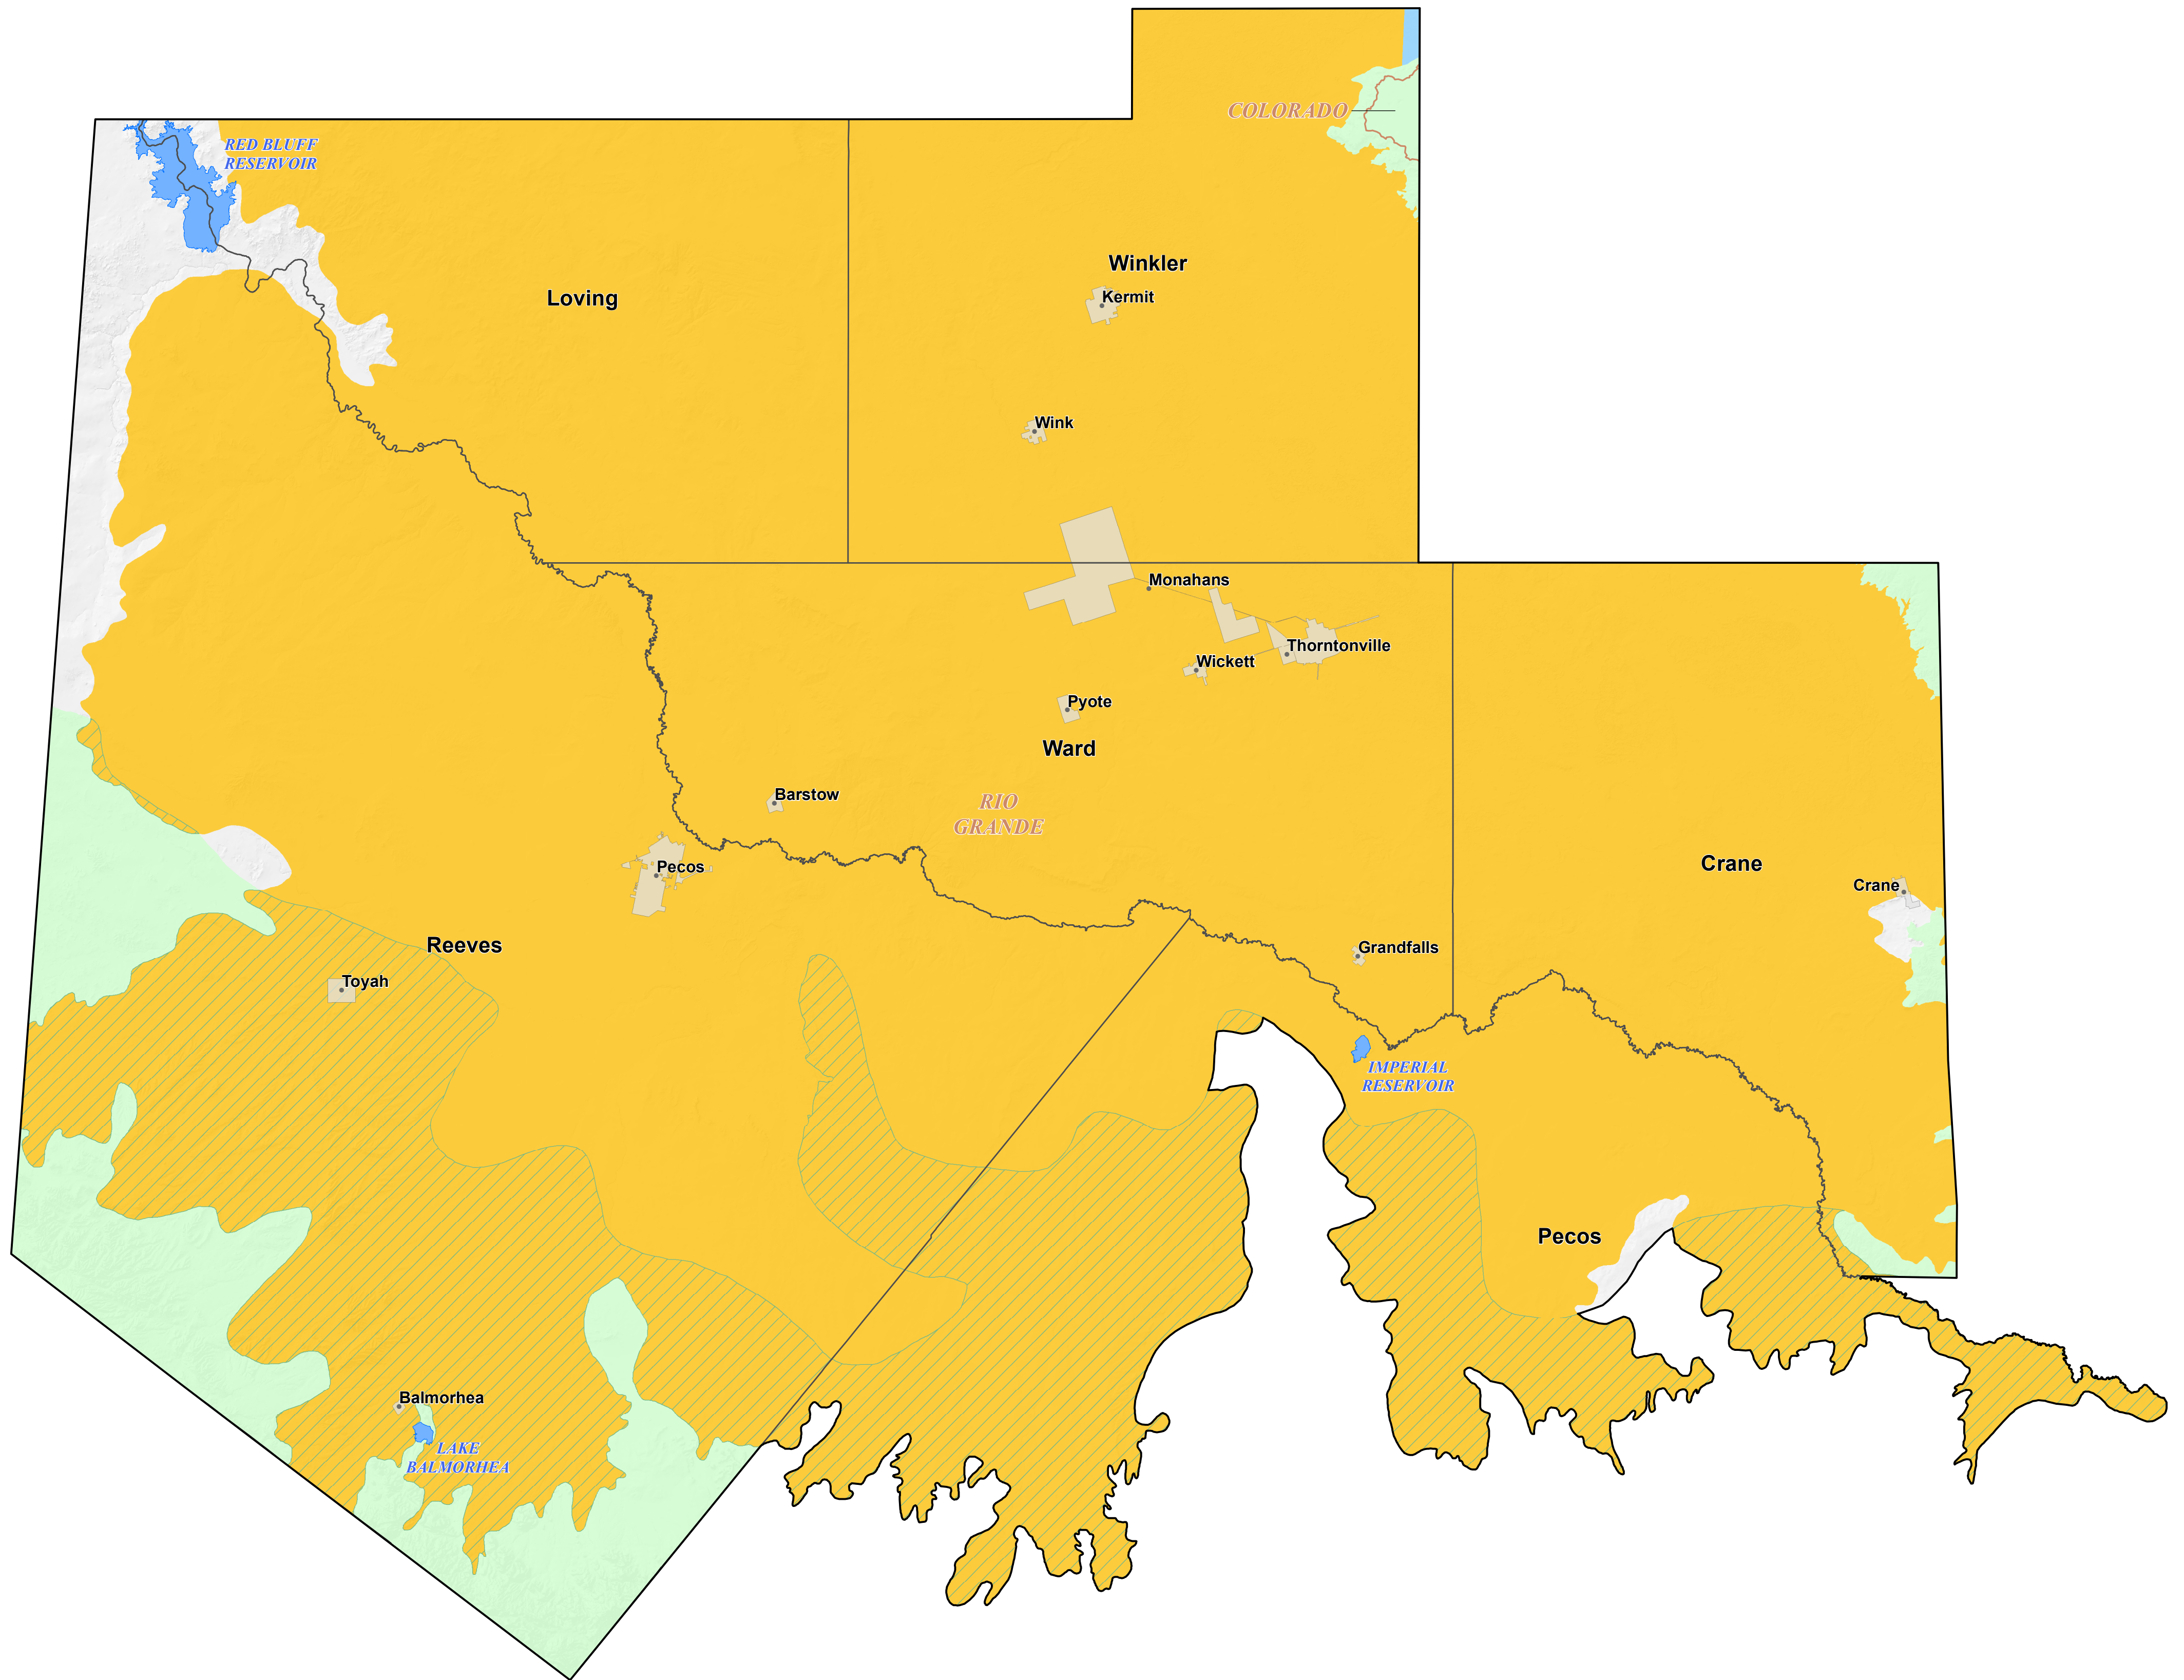 COLORADO
RED BLUFF
RESERVOIR
Winkler
Loving
Kermit
Wink
Monahans
Thorntonville
Wickett
Pyote
Ward
Barstow
RIO
GRANDE
Pecos
Crane
Crane
Reeves
Grandfalls
Toyah
IMPERIAL
RESERVOIR
Pecos
Balmorhea
LAKE
BALMORHEA